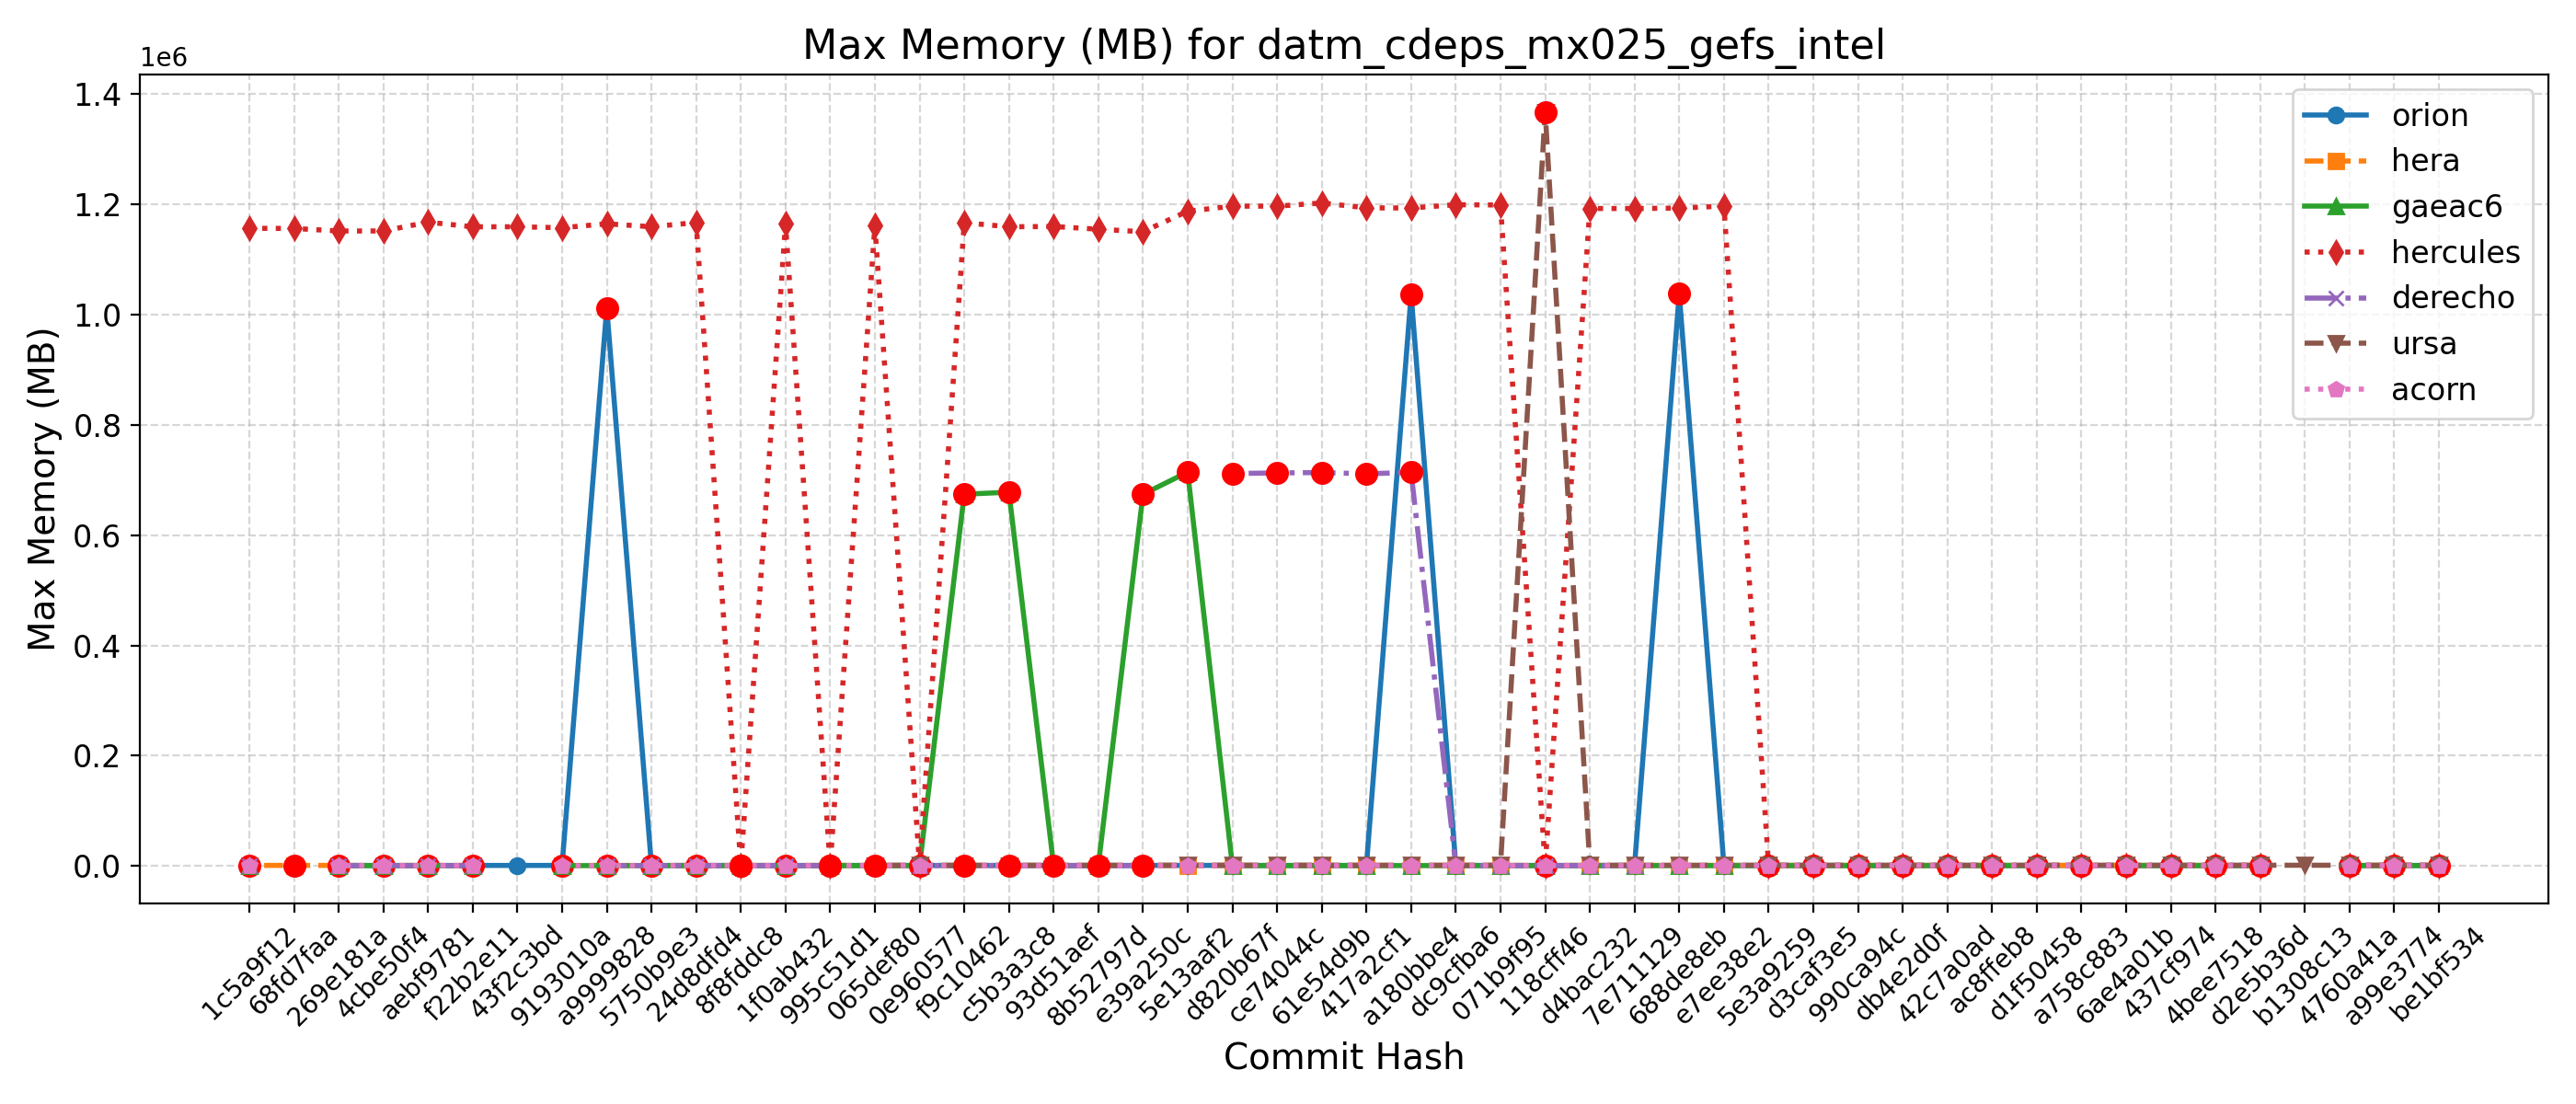 Max Memory (MB) for datm_cdeps_mx025_gefs_intel
1e6
1.4
1.2
1.0
0.8
0.6
0.4
0.2
0.0
Max Memory (MB)
orion
hera
gaeac6
hercules
derecho
ursa
acorn
1c5a9f12
68fd7faa
269e181a
4cbe50f4
aebf9781
f22b2e11
43f2c3bd
9193010a
a9999828
5750b9e3
24d8dfd4
8f8fddc8
1f0ab432
995c51d1
065def80
0e960577
f9c10462
c5b3a3c8
93d51aef
8b52797d
e39a250c
5e13aaf2
d820b67f
ce74044c
61e54d9b
417a2cf1
a180bbe4
dc9cfba6
071b9f95
118cff46
d4bac232
7e711129
688de8eb
e7ee38e2
5e3a9259
d3caf3e5
990ca94c
db4e2d0f
42c7a0ad
ac8ffeb8
d1f50458
a758c883
6ae4a01b
437cf974
4bee7518
d2e5b36d
b1308c13
4760a41a
a99e3774
be1bf534
Commit Hash